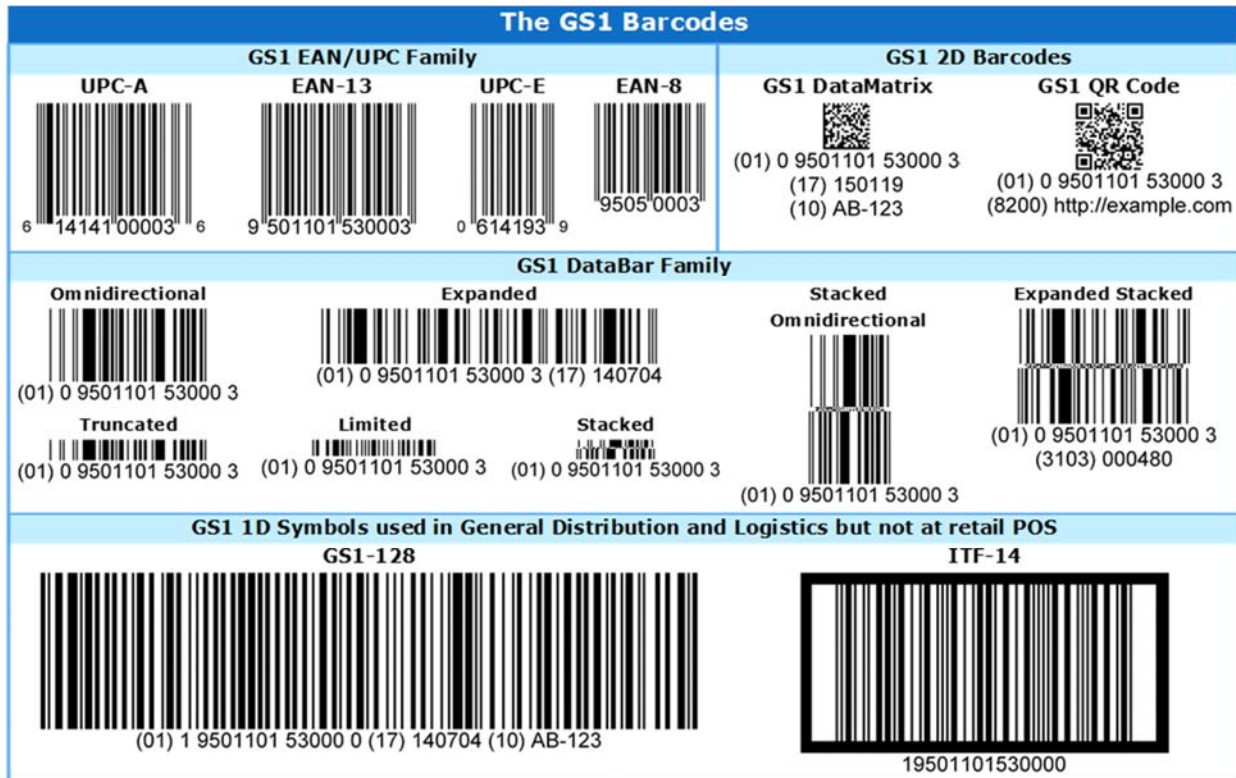 The GS1 Barcodes
GS1 EAN/UPC Family
UPC-A
6 14141 00003 6
EAN-13
9 501101 530003
UPC-E
0 614193 9
EAN-8
9505 0003
GS1 2D Barcodes
GS1 DataMatrix
(01) 0 9501101 53000 3
(17) 150119
(10) AB-123
GS1 QR Code
(01) 0 9501101 53000 3
(8200) http://example.com
GS1 DataBar Family
Omnidirectional
(01) 0 9501101 53000 3
Expanded
(01) 0 9501101 53000 3 (17) 140704
Stacked
Omnidirectional
(01) 0 9501101 53000 3
Expanded Stacked
(01) 0 9501101 53000 3
(3103) 000480
Truncated
(01) 0 9501101 53000 3
Limited
(01) 0 9501101 53000 3
Stacked
(01) 0 9501101 53000 3
GS1 1D Symbols used in General Distribution and Logistics but not at retail POS
GS1-128
(01) 1 9501101 53000 0 (17) 140704 (10) AB-123
ITF-14
19501101530000